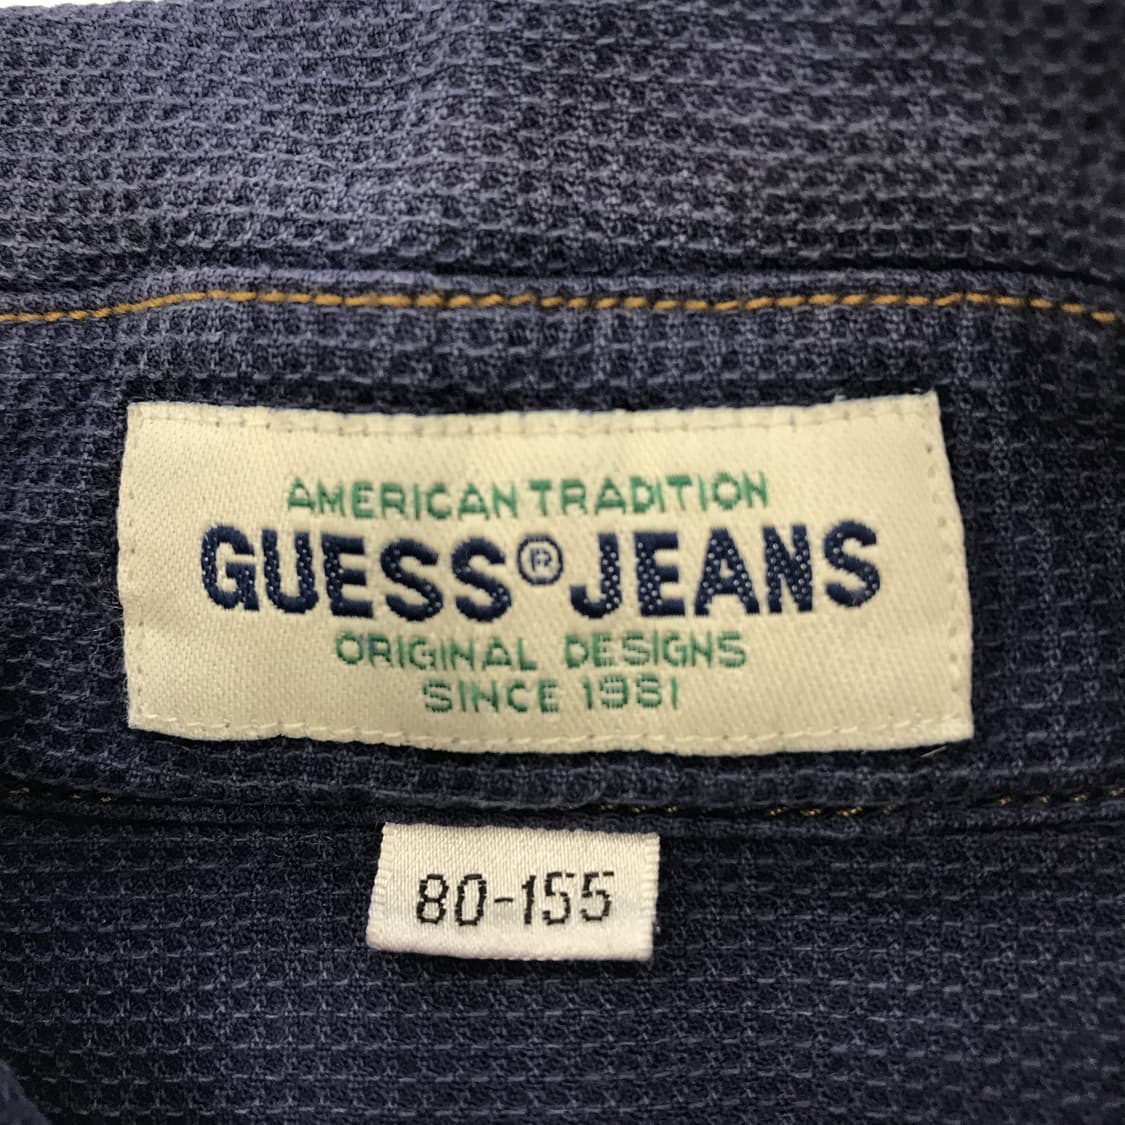 AMERICAN TRADITION
GUESS® JEANS
ORIGINAL DESIGNS
SINCE 1981
80-155